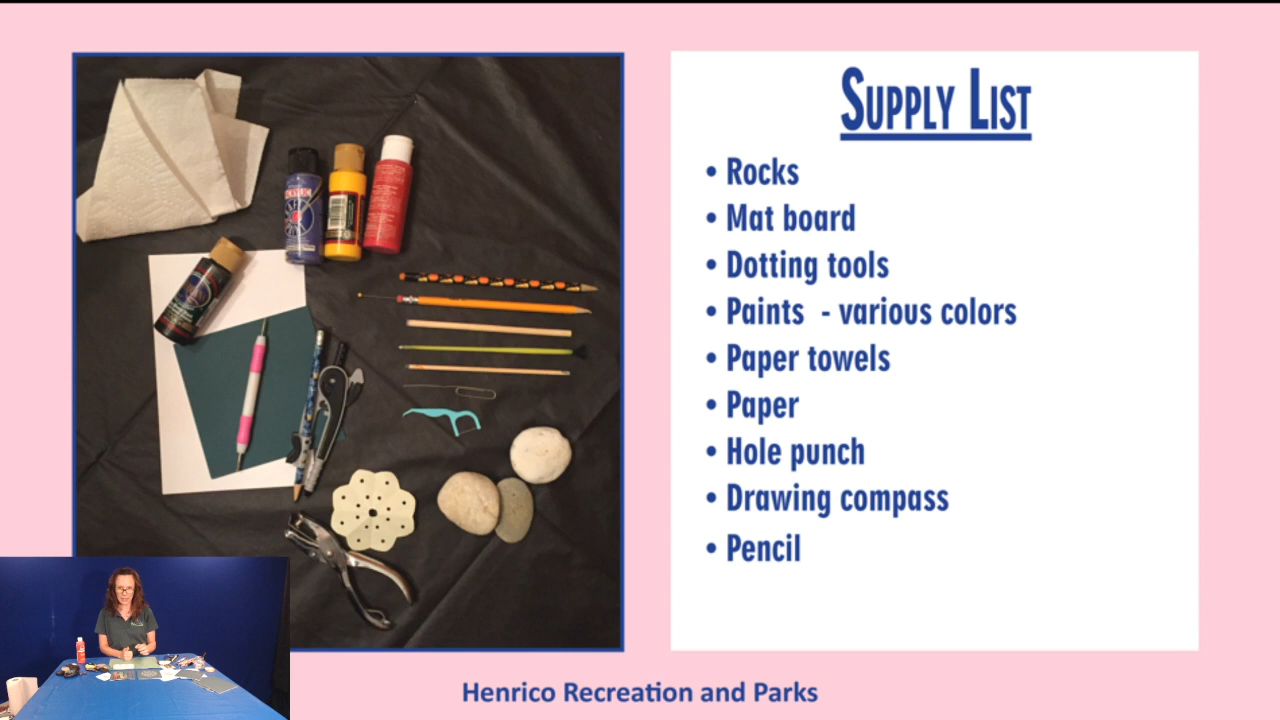 Supply List
• Rocks
• Mat board
• Dotting tools
• Paints - various colors
• Paper towels
• Paper
• Hole punch
• Drawing compass
• Pencil
Henrico Recreation and Parks